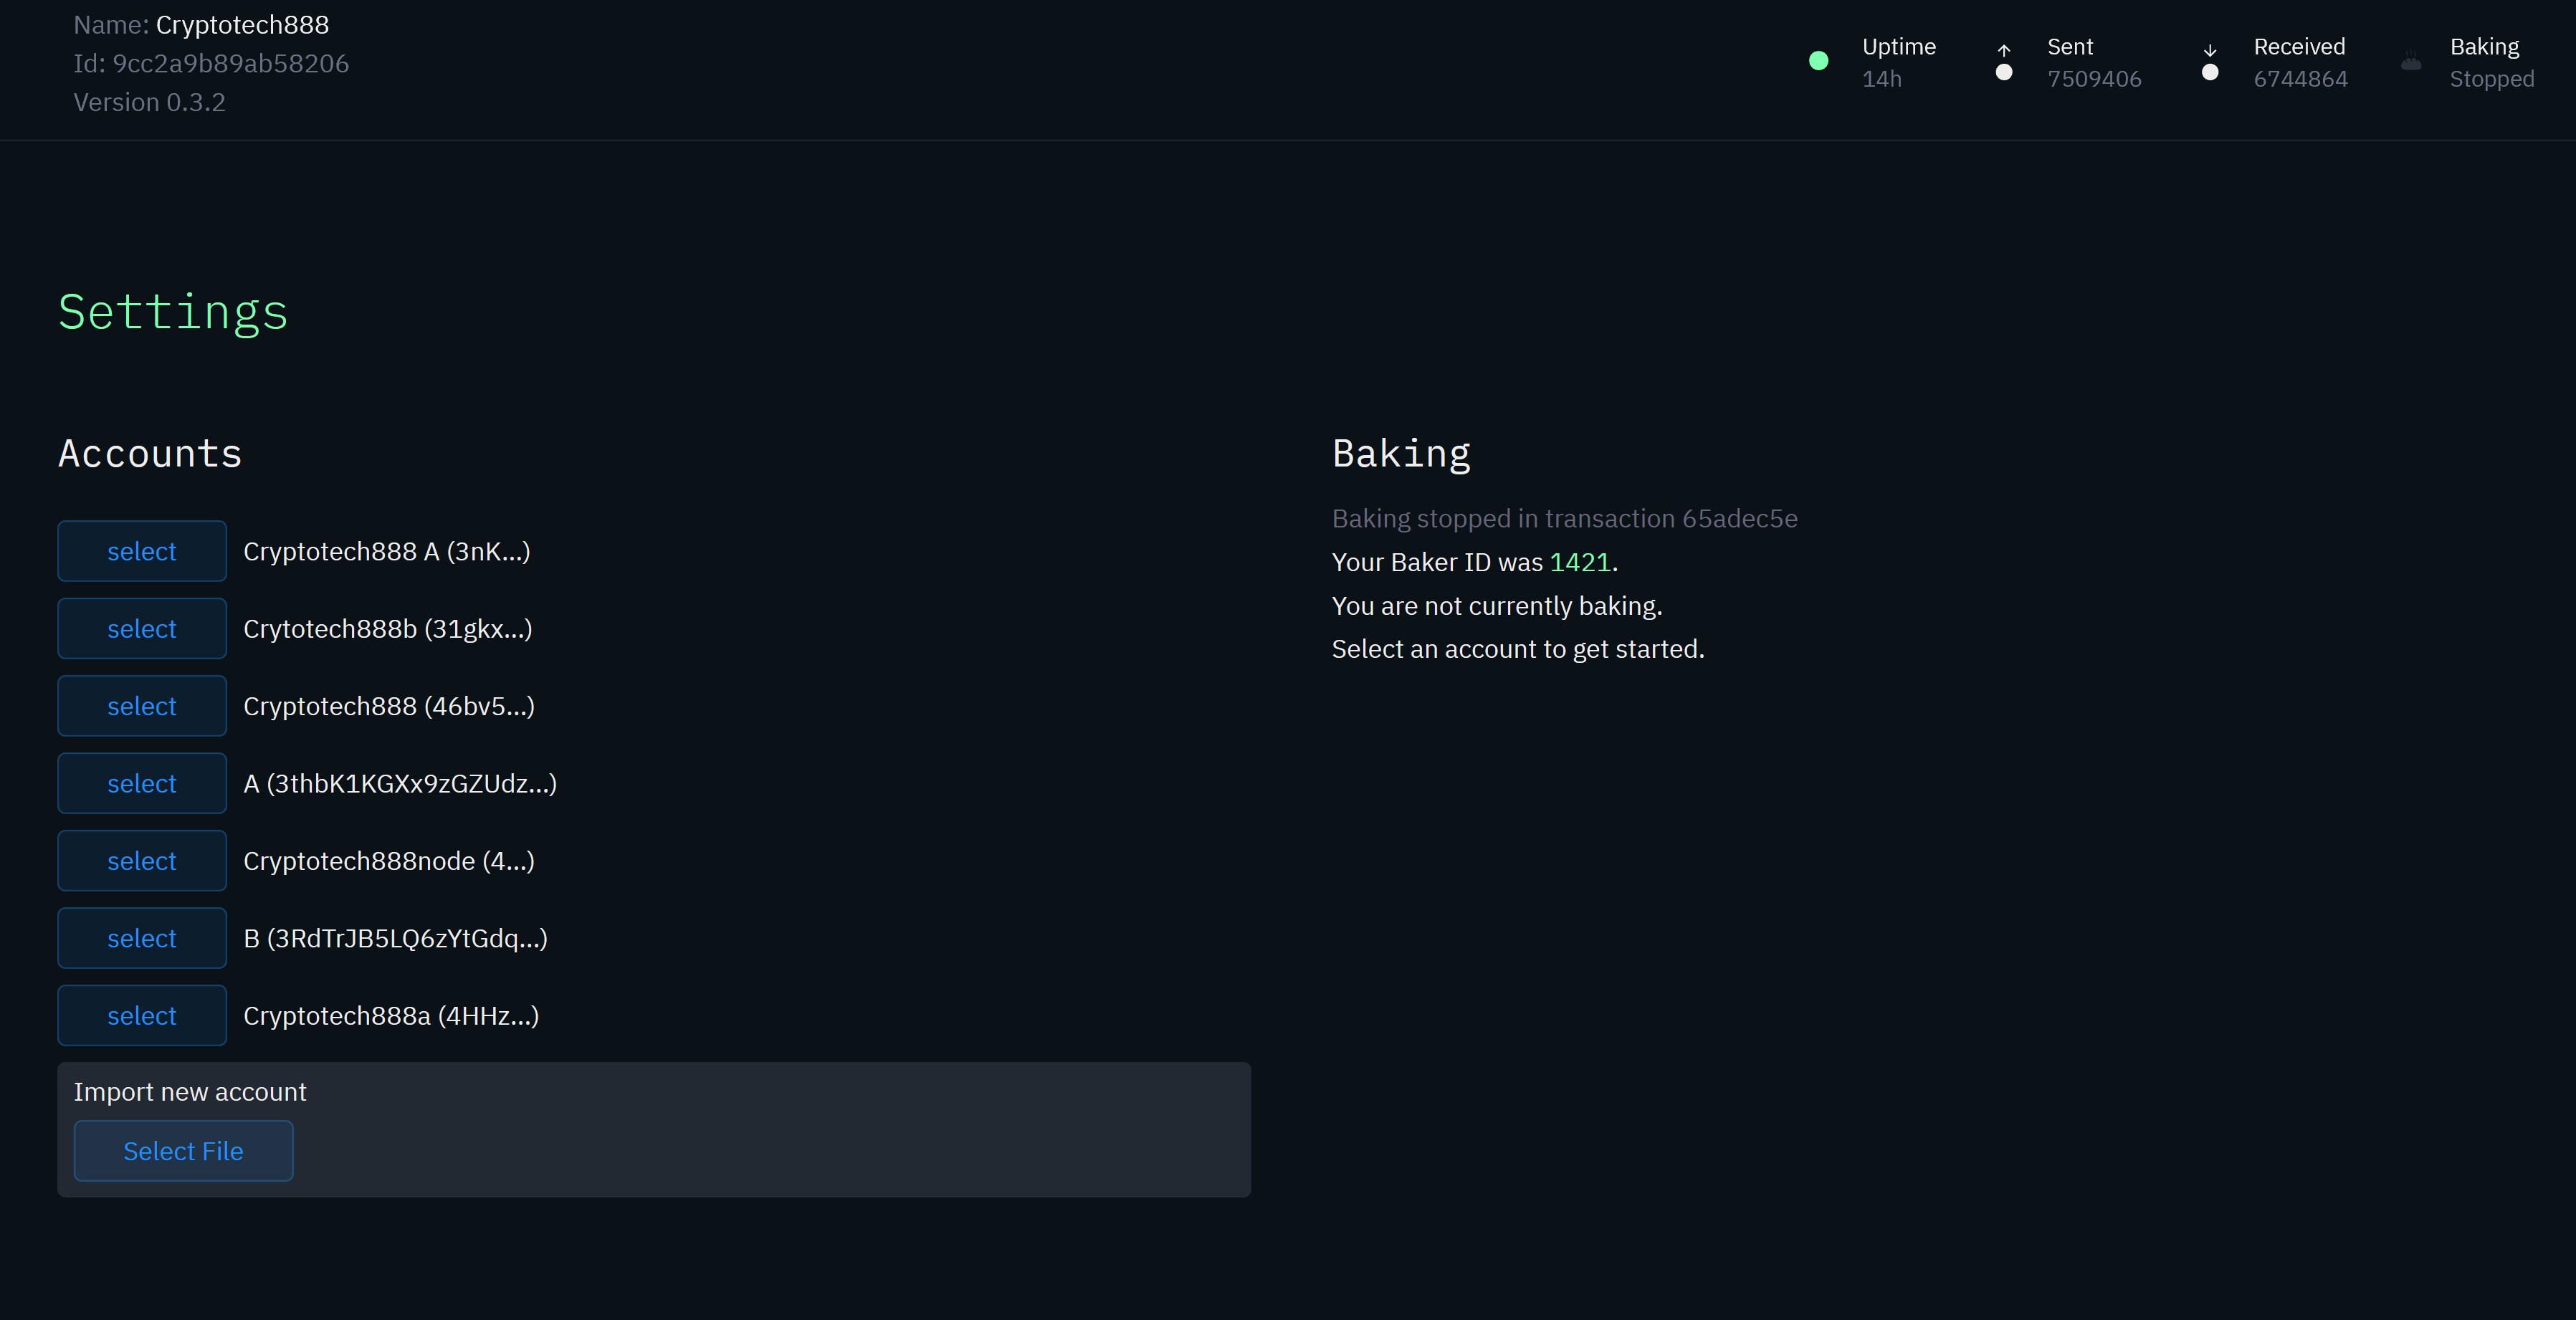 Name: Cryptotech888
Id: 9cc2a9b89ab58206
Version 0.3.2
Uptime
14h
Sent
7509406
Received
6744864
Baking
Stopped
Settings
Accounts
select Cryptotech888 A (3nK...)
select Crytotech888b (31gkx...)
select Cryptotech888 (46bv5...)
select A (3thbK1KGXx9zGZUdz...)
select Cryptotech888node (4...)
select B (3RdTrJB5LQ6zYtGdq...)
select Cryptotech888a (4HHz...)
Import new account
Select File
Baking
Baking stopped in transaction 65adec5e
Your Baker ID was 1421.
You are not currently baking.
Select an account to get started.